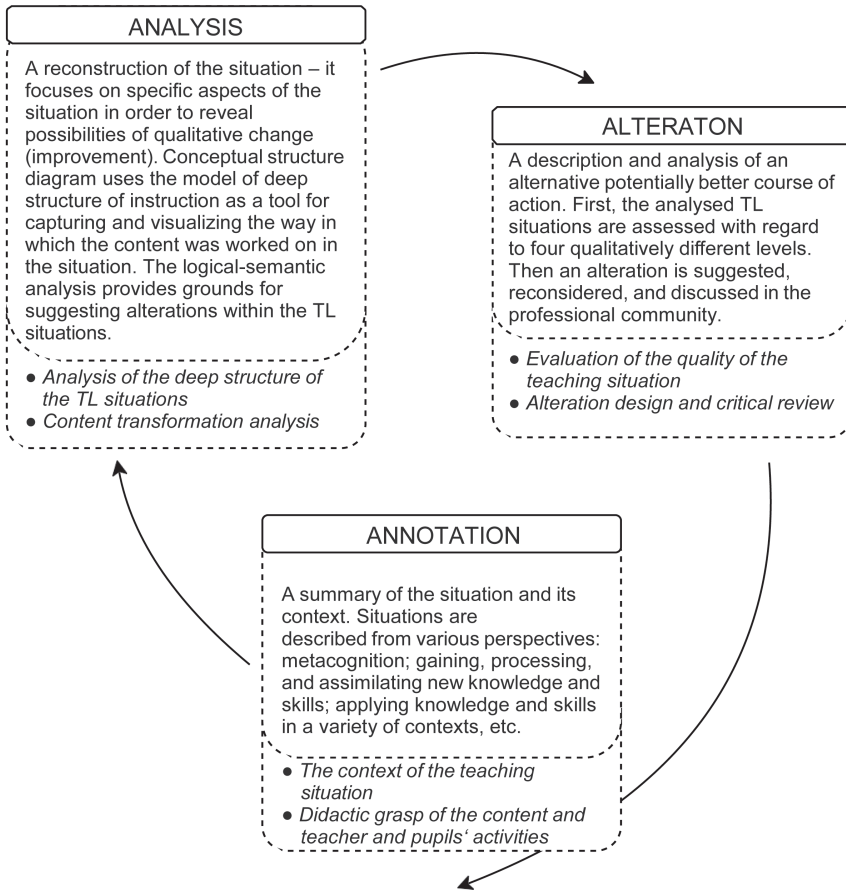 ANALYSIS
A reconstruction of the situation – it
focuses on specific aspects of the
situation in order to reveal
possibilities of qualitative change
(improvement). Conceptual structure
diagram uses the model of deep
structure of instruction as a tool for
capturing and visualizing the way in
which the content was worked on in
the situation. The logical-semantic
analysis provides grounds for
suggesting alterations within the TL
situations.
● Analysis of the deep structure of
the TL situations
● Content transformation analysis
ALTERATON
A description and analysis of an
alternative potentially better course of
action. First, the analysed TL
situations are assessed with regard
to four qualitatively different levels.
Then an alteration is suggested,
reconsidered, and discussed in the
professional community.
● Evaluation of the quality of the
teaching situation
● Alteration design and critical review
ANNOTATION
A summary of the situation and its
context. Situations are
described from various perspectives:
metacognition; gaining, processing,
and assimilating new knowledge and
skills; applying knowledge and skills
in a variety of contexts, etc.
● The context of the teaching
situation
● Didactic grasp of the content and
teacher and pupils‘ activities